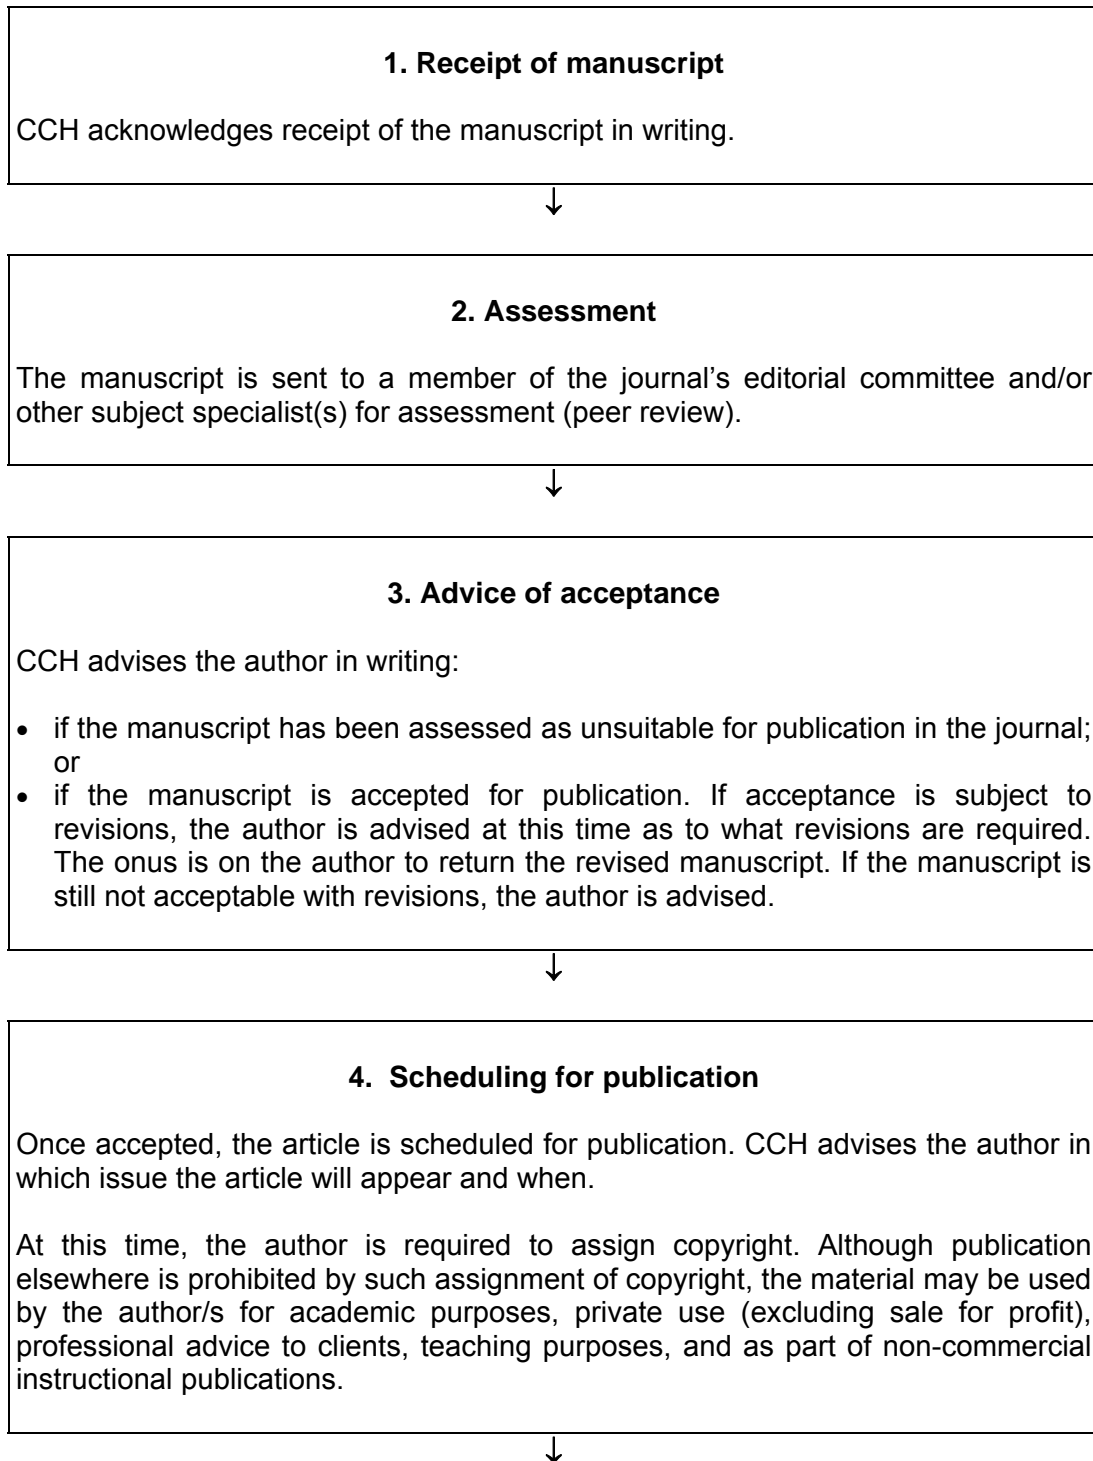 1. Receipt of manuscript
CCH acknowledges receipt of the manuscript in writing.
↓
2. Assessment
The manuscript is sent to a member of the journal’s editorial committee and/or
other subject specialist(s) for assessment (peer review).
↓
3. Advice of acceptance
CCH advises the author in writing:
• if the manuscript has been assessed as unsuitable for publication in the journal;
or
• if the manuscript is accepted for publication. If acceptance is subject to
revisions, the author is advised at this time as to what revisions are required.
The onus is on the author to return the revised manuscript. If the manuscript is
still not acceptable with revisions, the author is advised.
↓
4. Scheduling for publication
Once accepted, the article is scheduled for publication. CCH advises the author in
which issue the article will appear and when.
At this time, the author is required to assign copyright. Although publication
elsewhere is prohibited by such assignment of copyright, the material may be used
by the author/s for academic purposes, private use (excluding sale for profit),
professional advice to clients, teaching purposes, and as part of non-commercial
instructional publications.
↓